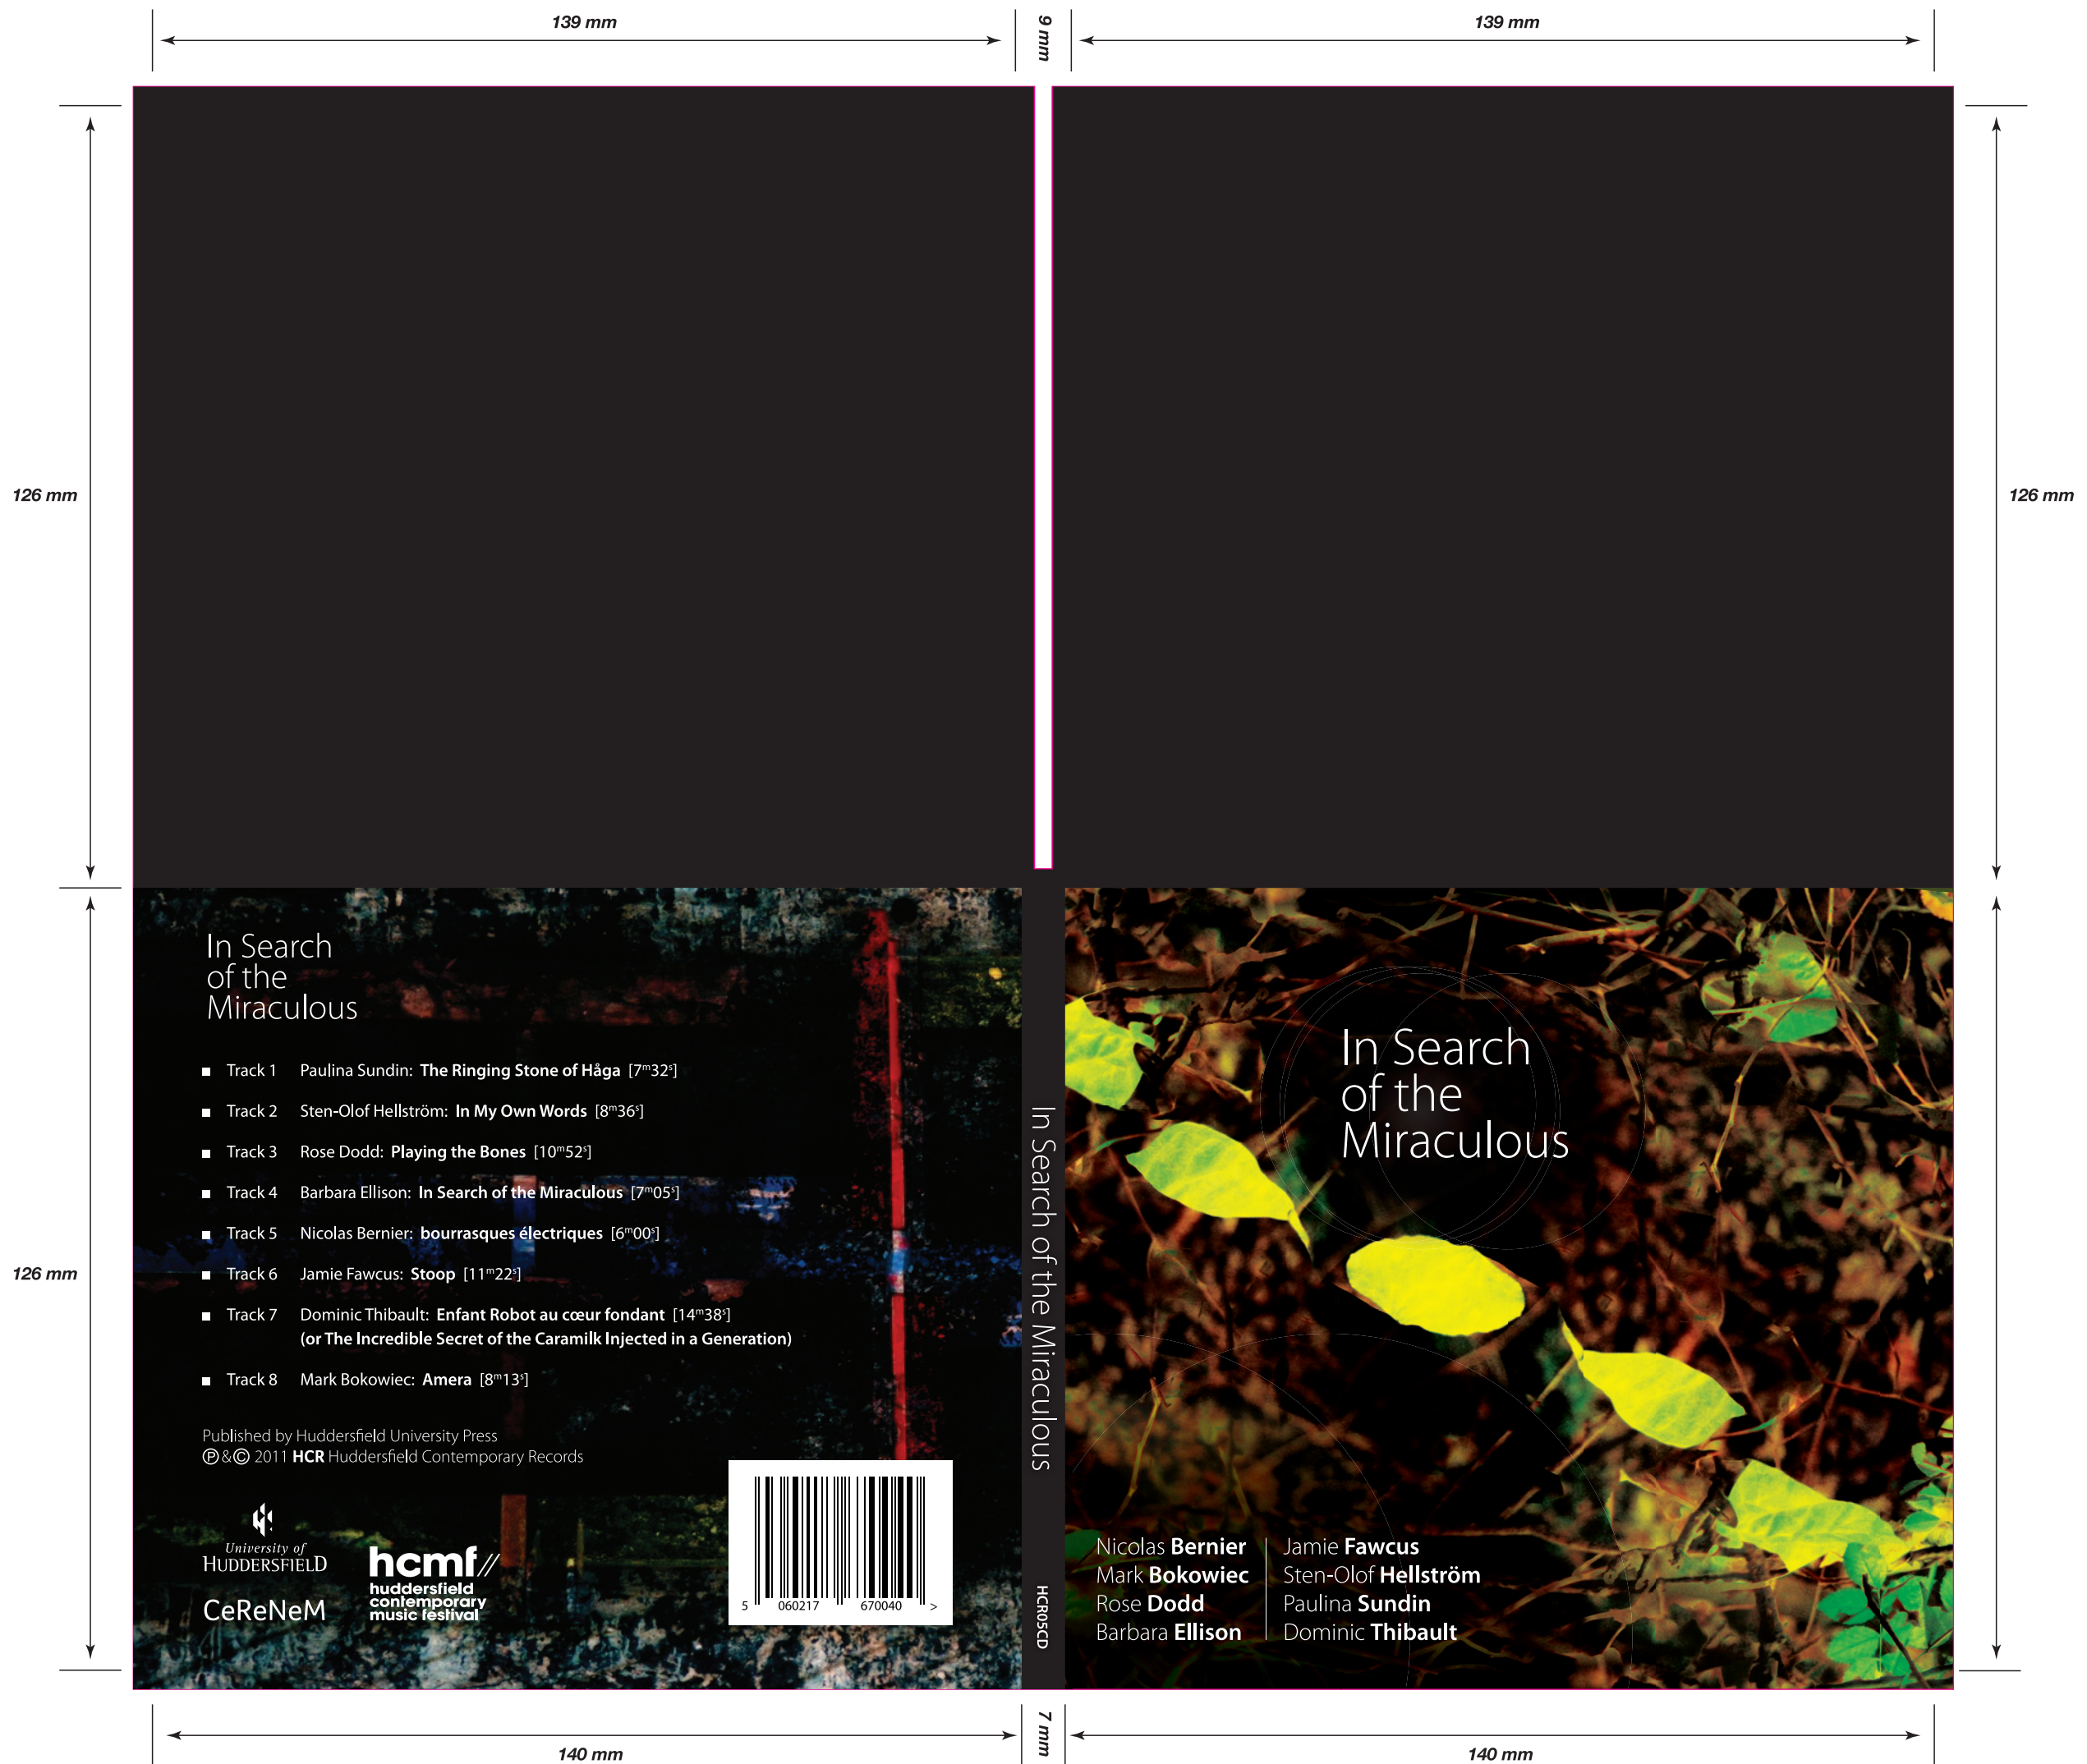 139 mm
9 mm
139 mm
126 mm
126 mm
In Search
of the
Miraculous
Track 1 Paulina Sundin: The Ringing Stone of Håga [7m32s]
Track 2 Sten-Olof Hellström: In My Own Words [8m36s]
Track 3 Rose Dodd: Playing the Bones [10m52s]
Track 4 Barbara Ellison: In Search of the Miraculous [7m05s]
Track 5 Nicolas Bernier: bourrasques électriques [6m00s]
Track 6 Jamie Fawcus: Stoop [11m22s]
Track 7 Dominic Thibault: Enfant Robot au cœur fondant [14m38s]
(or The Incredible Secret of the Caramilk Injected in a Generation)
Track 8 Mark Bokowiec: Amera [8m13s]
Published by Huddersfield University Press
℗&© 2011 HCR Huddersfield Contemporary Records
University of
HUDDERSFIELD
CeReNeM
hcmf//
huddersfield
contemporary
music festival
5 060217 670040 >
126 mm
In Search of the Miraculous
HCR05CD
In Search
of the
Miraculous
Nicolas Bernier
Mark Bokowiec
Rose Dodd
Barbara Ellison
Jamie Fawcus
Sten-Olof Hellström
Paulina Sundin
Dominic Thibault
140 mm
7 mm
140 mm